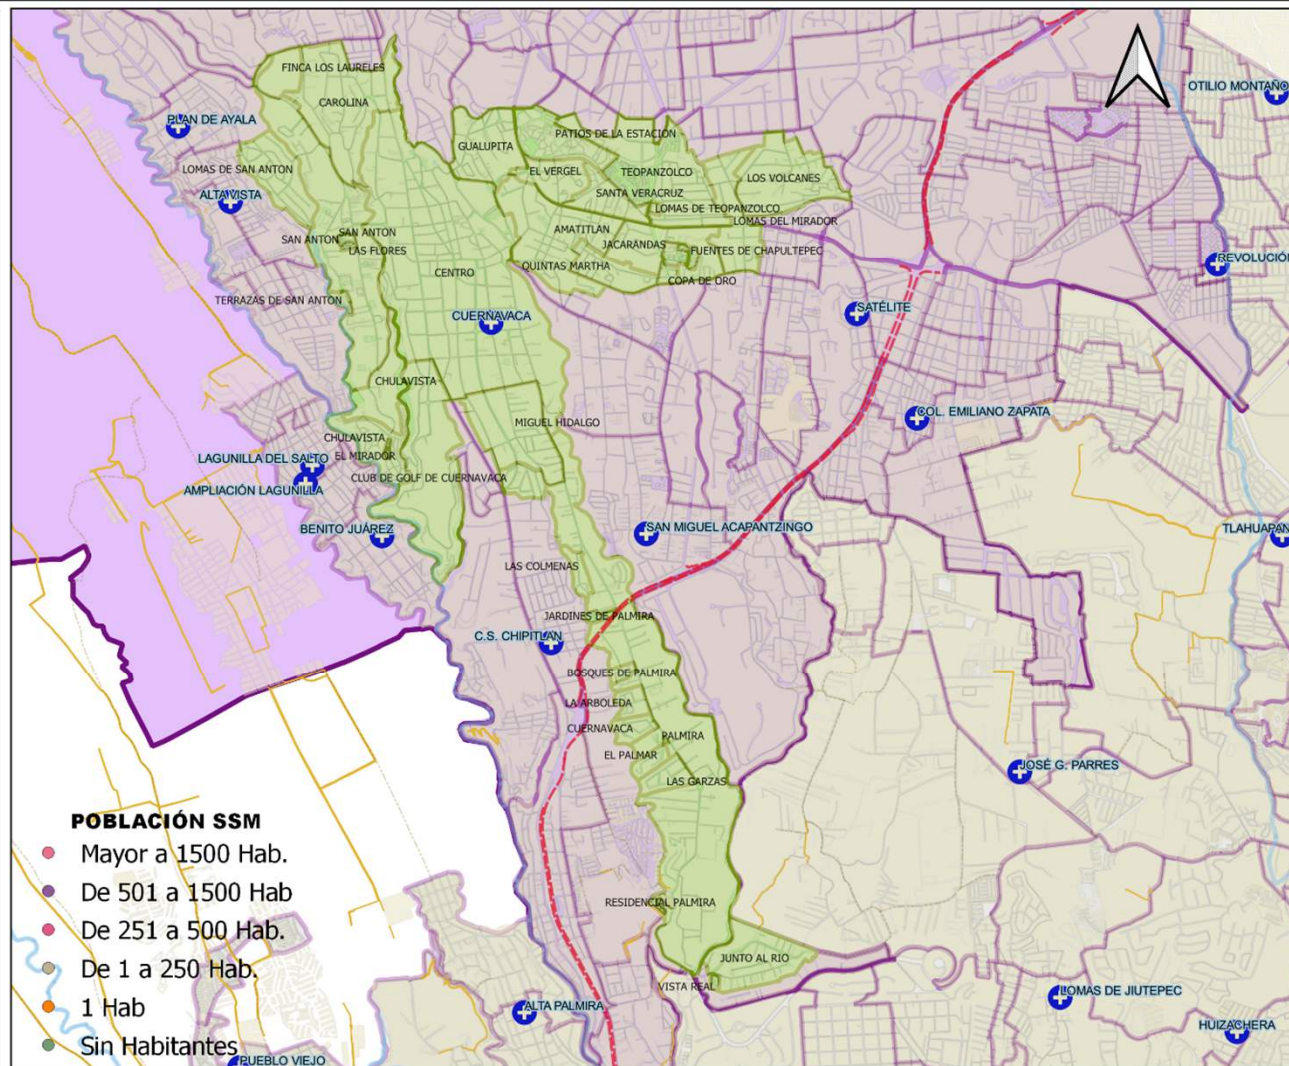 FINCA LOS LAURELES
OTILIO MONTAÑO
CAROLINA
PLAN DE AYALA
PATIOS DE LA ESTACION
GUALUPITA
LOMAS DE SAN ANTON
EL VERGEL
TEOPANZOLCO
LOS VOLCANES
ALTAVISTA
SANTA VERACRUZ
LOMAS DE TEOPANZOLCO
LOMAS DEL MIRADOR
SAN ANTON
SAN ANTON
AMATITLAN
LAS FLORES
JACARANDAS
FUENTES DE CHAPULTEPEC
REVOLUCIÓN
CENTRO
QUINTAS MARTHA
COPA DE ORO
TERRAZAS DE SAN ANTON
SATÉLITE
CUERNAVACA
CHULAVISTA
COL. EMILIANO ZAPATA
MIGUEL HIDALGO
CHULAVISTA
EL MIRADOR
LAGUNILLA DEL SALTO
CLUB DE GOLF DE CUERNAVACA
AMPLIACIÓN LAGUNILLA
BENITO JUÁREZ
SAN MIGUEL ACAPANTZINGO
TLAHUAPAN
LAS COLMENAS
JARDINES DE PALMIRA
C.S. CHIPITLÁN
BOSQUES DE PALMIRA
LA ARBOLEDA
CUERNAVACA
PALMIRA
EL PALMAR
JOSÉ G. PARRES
LAS GARZAS
POBLACIÓN SSM
Mayor a 1500 Hab.
De 501 a 1500 Hab
De 251 a 500 Hab.
De 1 a 250 Hab.
1 Hab
Sin Habitantes
RESIDENCIAL PALMIRA
JUNTO AL RIO
VISTA REAL
LOMAS DE JIUTEPEC
ALTA PALMIRA
HUIZACHERA
PUEBLO VIEJO